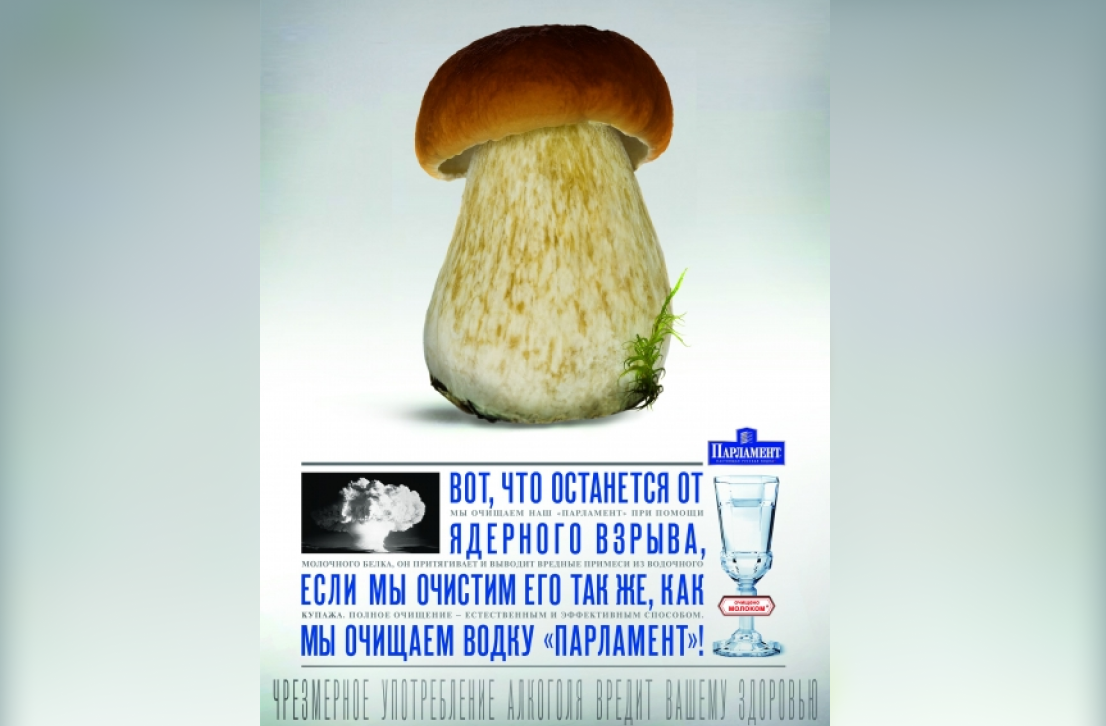 ПАРЛАМЕНТ
ВОТ, ЧТО ОСТАНЕТСЯ ОТ
МЫ ОЧИЩАЕМ НАШ «ПАРЛАМЕНТ» ПРИ ПОМОЩИ
ЯДЕРНОГО ВЗРЫВА,
МОЛОЧНОГО БЕЛКА, ОН ПРИТЯГИВАЕТ И ВЫВОДИТ ВРЕДНЫЕ ПРИМЕСИ ИЗ ВОДОЧНОГО
ЕСЛИ МЫ ОЧИСТИМ ЕГО ТАК ЖЕ, КАК
КУПАЖА. ПОЛНОЕ ОЧИЩЕНИЕ – ЕСТЕСТВЕННЫМ И ЭФФЕКТИВНЫМ СПОСОБОМ.
МЫ ОЧИЩАЕМ ВОДКУ «ПАРЛАМЕНТ»!
ОЧИЩЕНО
МОЛОКОМ
ЧРЕЗМЕРНОЕ УПОТРЕБЛЕНИЕ АЛКОГОЛЯ ВРЕДИТ ВАШЕМУ ЗДОРОВЬЮ